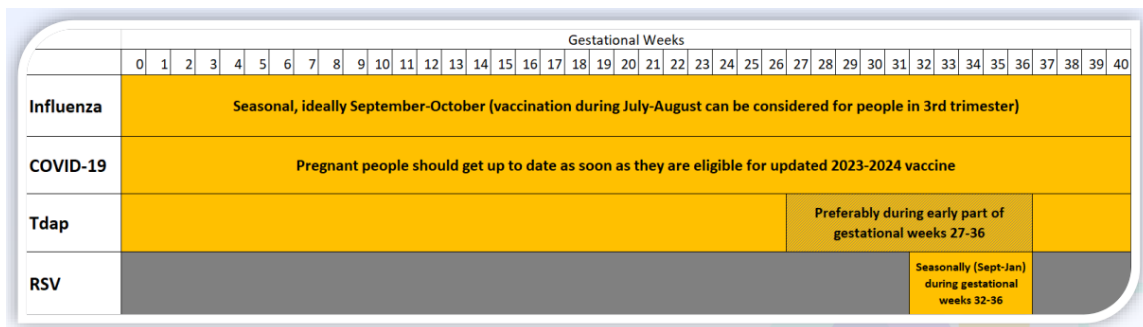 Gestational Weeks
0 1 2 3 4 5 6 7 8 9 10 11 12 13 14 15 16 17 18 19 20 21 22 23 24 25 26 27 28 29 30 31 32 33 34 35 36 37 38 39 40
Influenza
Seasonal, ideally September-October (vaccination during July-August can be considered for people in 3rd trimester)
COVID-19
Pregnant people should get up to date as soon as they are eligible for updated 2023-2024 vaccine
Tdap
Preferably during early part of
gestational weeks 27-36
RSV
Seasonally (Sept-Jan)
during gestational
weeks 32-36